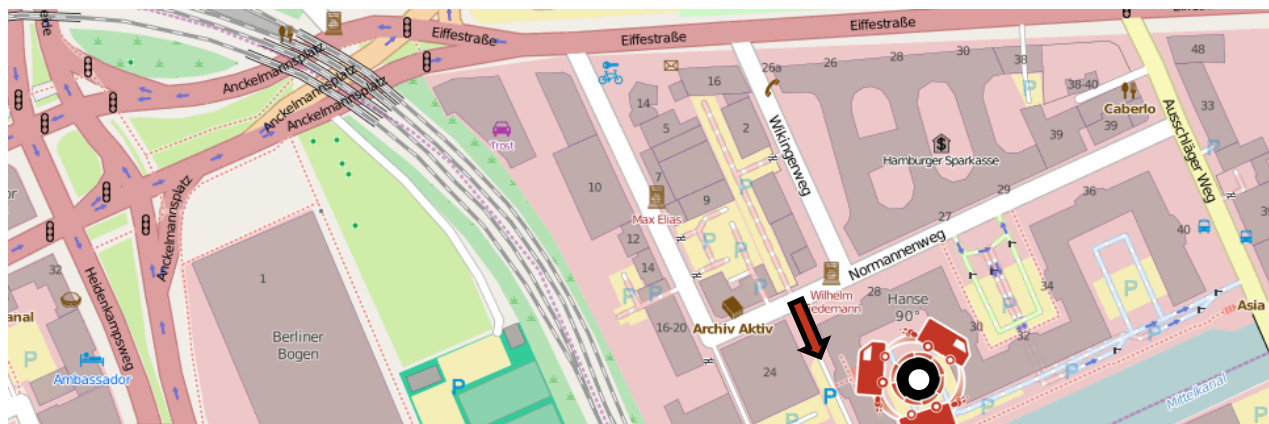 Eiffestraße
Eiffestraße
Eiffestraße
Anckelmannsplatz
Anckelmannsplatz
Anckelmannsplatz
Anckelmannsplatz
Heidenkampsweg
32
Ambassador
P
1
Berliner
Bogen
P
Trost
10
14
5
7
Max Elias
12
14
P
P
16-20
Archiv Aktiv
24
16
2
9
P
P
P
P
26a
26
28
30
38
P
38-40
Caberlo
39
39
48
33
P
Wikingerweg
Hamburger Sparkasse
Ausschläger Weg
29
27
36
40
Normannenweg
Wilhelm
28
Hanse
90°
30
32
34
P
P
P
P
P
P
P
Asia
Mittelkanal